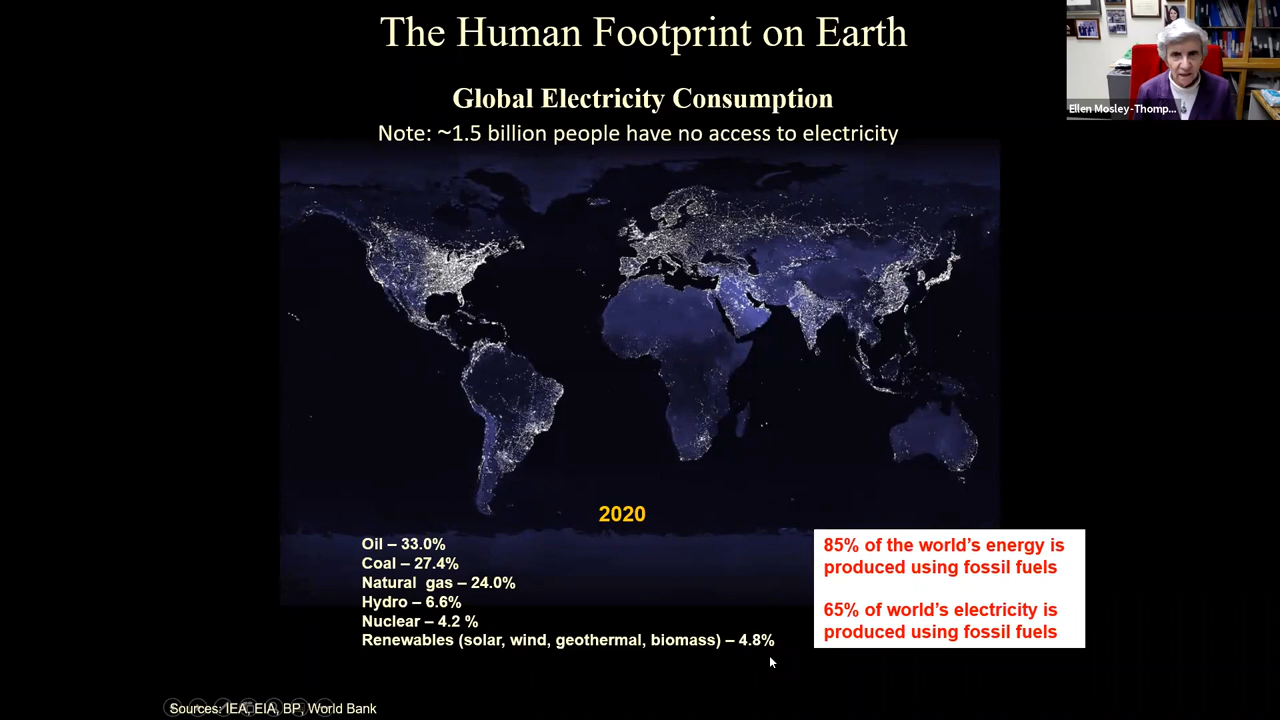 The Human Footprint on Earth
Global Electricity Consumption
Note: ~1.5 billion people have no access to electricity
Ellen Mosley-Thomp...
2020
Oil – 33.0%
Coal – 27.4%
Natural gas – 24.0%
Hydro – 6.6%
Nuclear – 4.2 %
Renewables (solar, wind, geothermal, biomass) – 4.8%
85% of the world’s energy is
produced using fossil fuels
65% of world’s electricity is
produced using fossil fuels
Sources: IEA, EIA, BP, World Bank